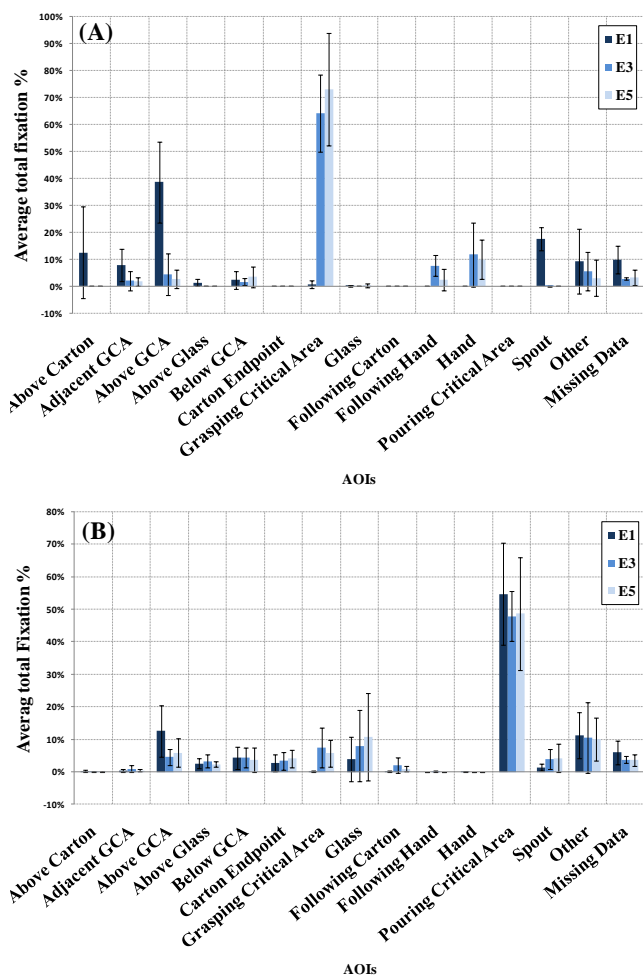 (A)
E1
E3
E5
Average total fixation %
100%
90%
80%
70%
60%
50%
40%
30%
20%
10%
0%
-10%
Above Carton
Adjacent GCA
Above GCA
Above Glass
Below GCA
Carton Endpoint
Grasping Critical Area
Glass
Following Carton
Following Hand
Hand
Pouring Critical Area
Spout
Other
Missing Data
AOIs
(B)
E1
E3
E5
Averag total Fixation %
80%
70%
60%
50%
40%
30%
20%
10%
0%
-10%
Above Carton
Adjacent GCA
Above GCA
Above Glass
Below GCA
Carton Endpoint
Grasping Critical Area
Glass
Following Carton
Following Hand
Hand
Pouring Critical Area
Spout
Other
Missing Data
AOIs